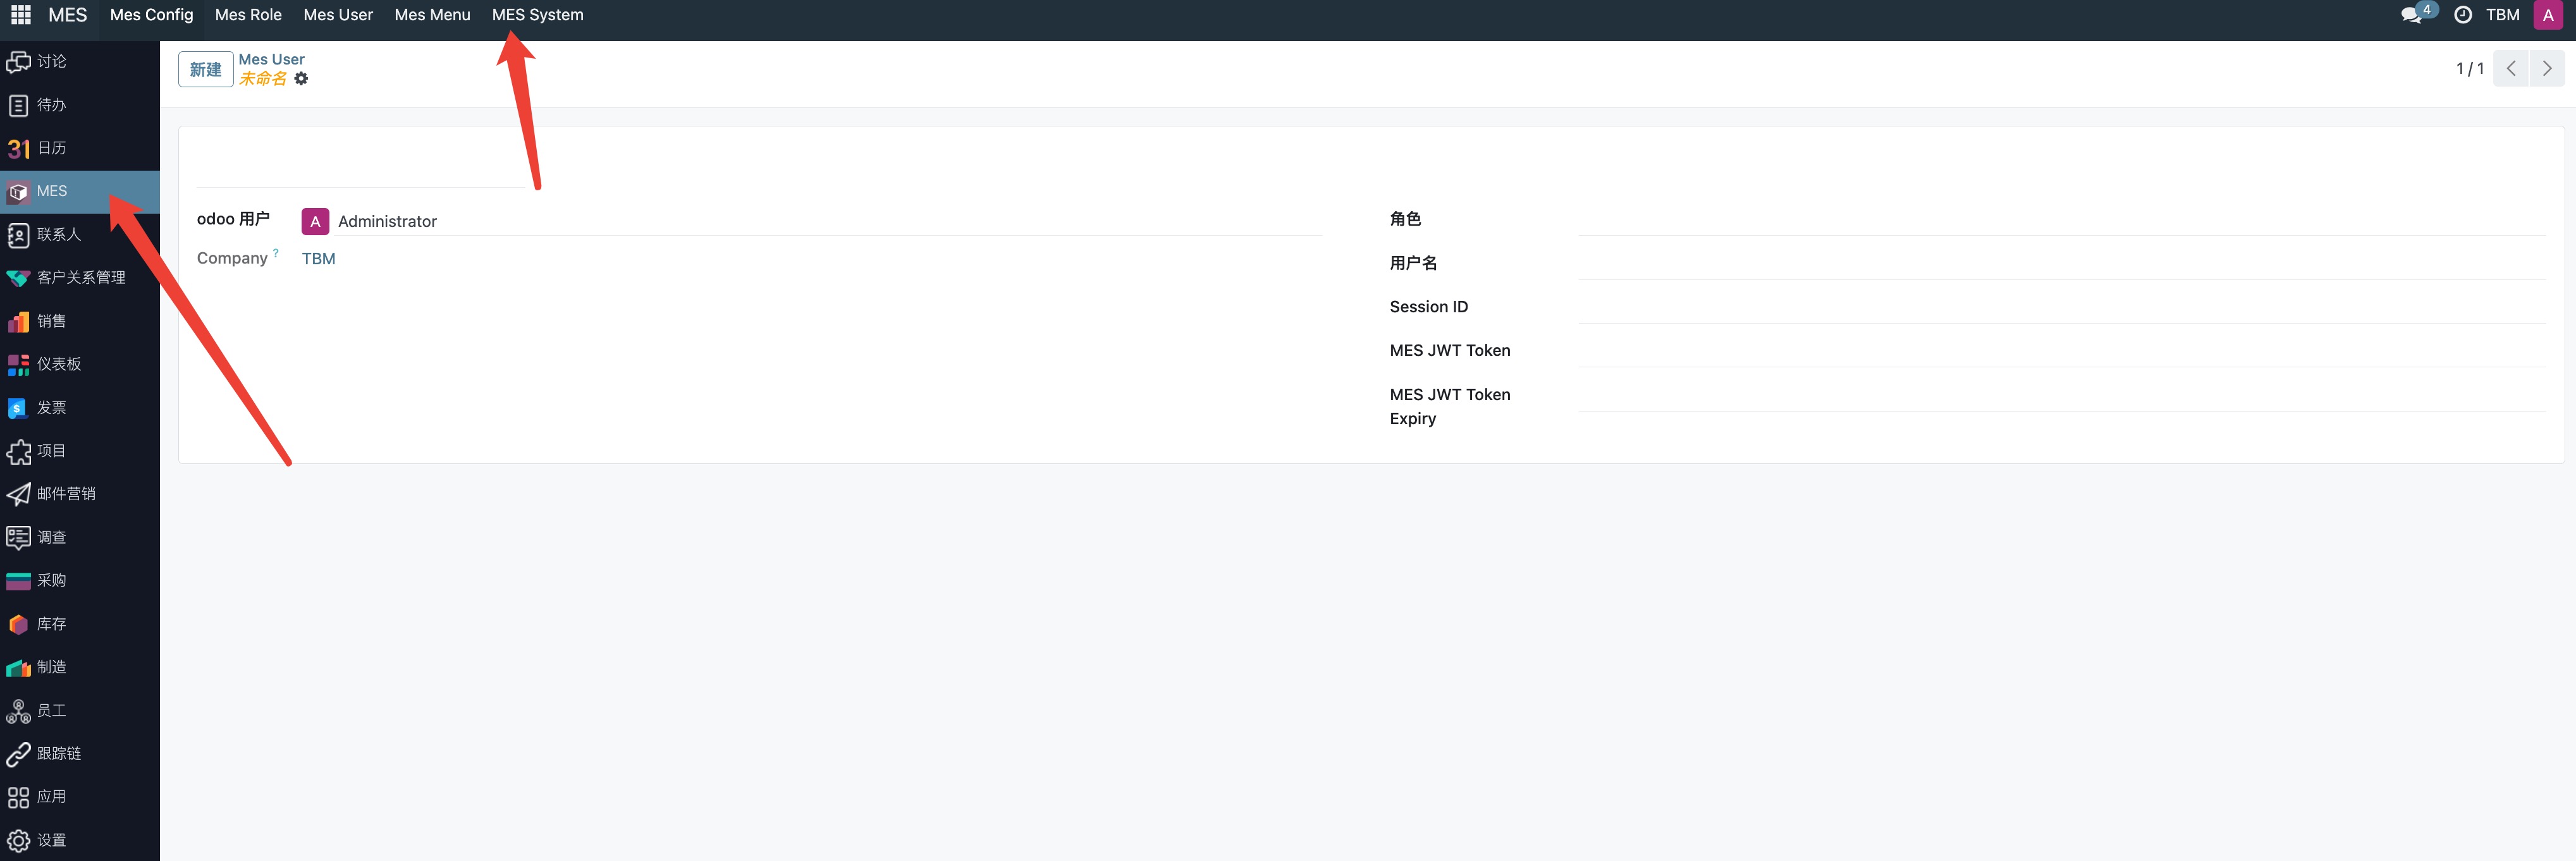 MES Mes Config Mes Role Mes User Mes Menu MES System 4 TBM A
讨论
待办
31 日历
MES
联系人
客户关系管理
销售
仪表板
$ 发票
项目
邮件营销
调查
采购
库存
制造
员工
跟踪链
应用
设置
新建
Mes User
未命名
1 / 1
odoo 用户 A Administrator
Company ? TBM
角色
用户名
Session ID
MES JWT Token
MES JWT Token
Expiry